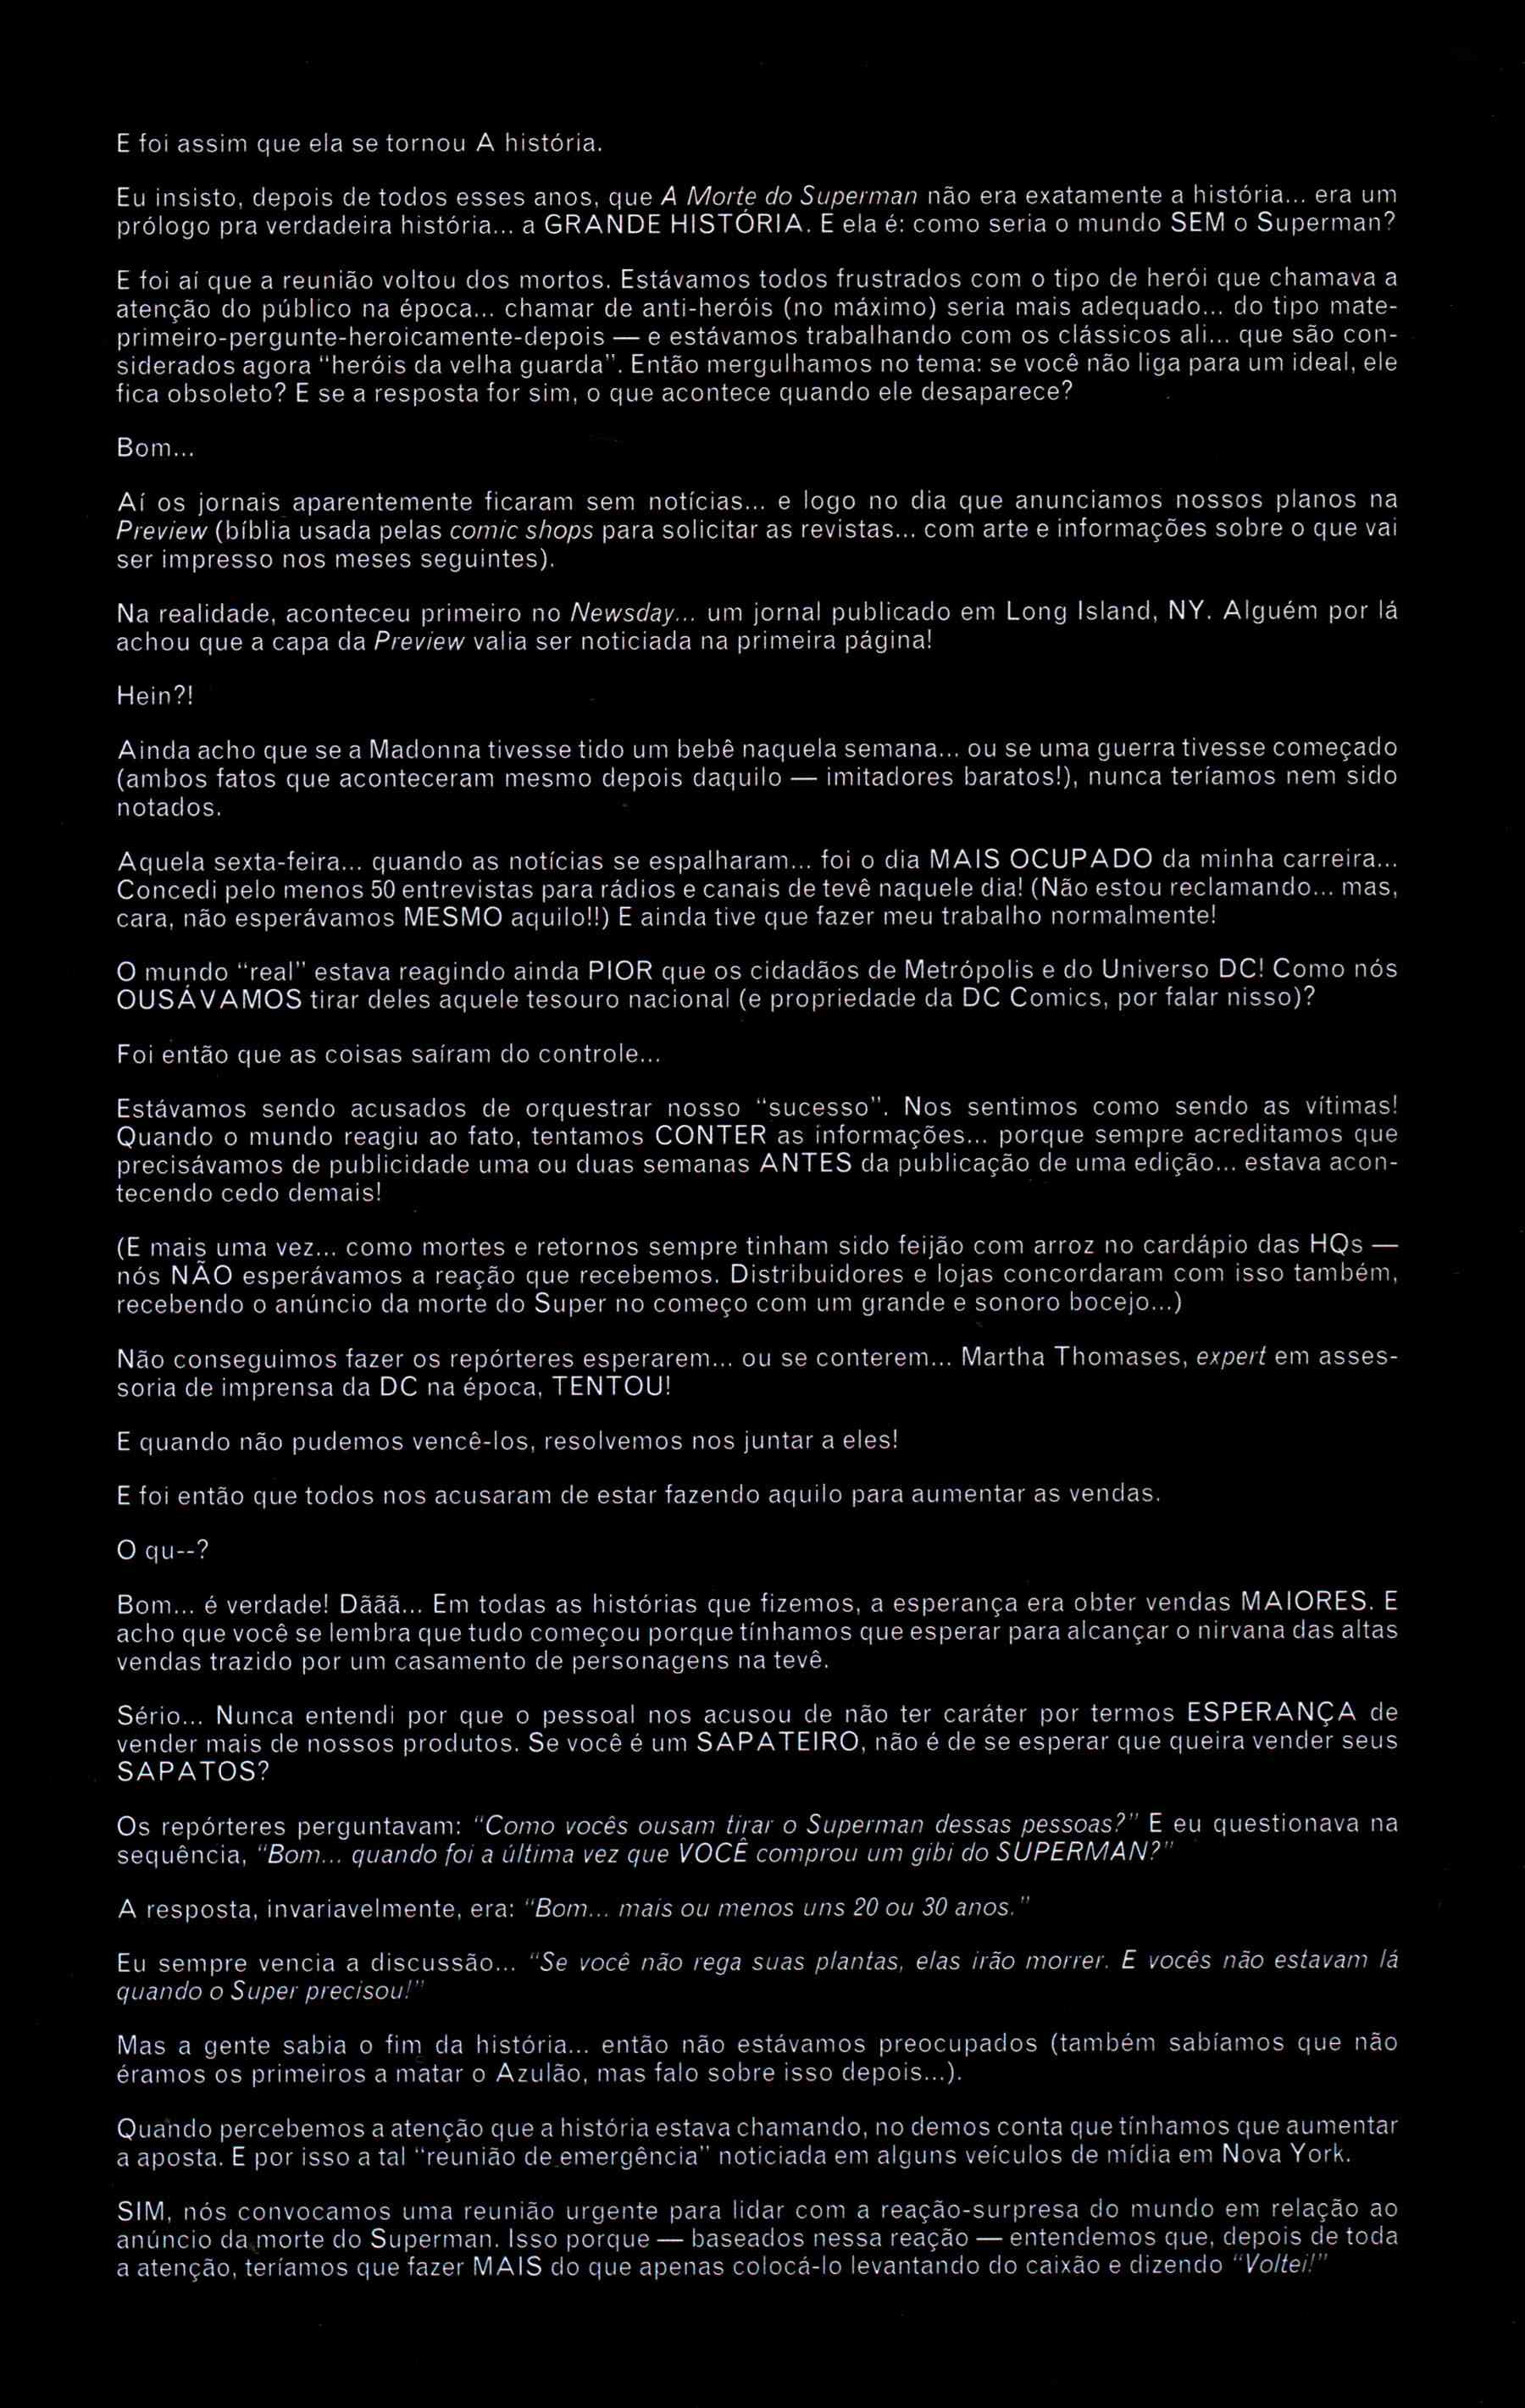 E foi assim que ela se tornou A história.
Eu insisto, depois de todos esses anos, que A Morte do Superman não era exatamente a história... era um
prólogo pra verdadeira história... a GRANDE HISTÓRIA. E ela é: como seria o mundo SEM o Superman?
E foi aí que a reunião voltou dos mortos. Estávamos todos frustrados com o tipo de herói que chamava a
atenção do público na época... chamar de anti-heróis (no máximo) seria mais adequado... do tipo mate-
primeiro-pergunte-heroicamente-depois — e estávamos trabalhando com os clássicos ali... que são con-
siderados agora “heróis da velha guarda”. Então mergulhamos no tema: se você não liga para um ideal, ele
fica obsoleto? E se a resposta for sim, o que acontece quando ele desaparece?
Bom...
Aí os jornais aparentemente ficaram sem notícias... e logo no dia que anunciamos nossos planos na
Preview (bíblia usada pelas comic shops para solicitar as revistas... com arte e informações sobre o que vai
ser impresso nos meses seguintes).
Na realidade, aconteceu primeiro no Newsday... um jornal publicado em Long Island, NY. Alguém por lá
achou que a capa da Preview valia ser noticiada na primeira página!
Hein?!
Ainda acho que se a Madonna tivesse tido um bebê naquela semana... ou se uma guerra tivesse começado
(ambos fatos que aconteceram mesmo depois daquilo — imitadores baratos!), nunca teríamos nem sido
notados.
Aquela sexta-feira... quando as notícias se espalharam... foi o dia MAIS OCUPADO da minha carreira...
Concedi pelo menos 50 entrevistas para rádios e canais de tevê naquele dia! (Não estou reclamando... mas,
cara, não esperávamos MESMO aquilo!!) E ainda tive que fazer meu trabalho normalmente!
O mundo “real” estava reagindo ainda PIOR que os cidadãos de Metrópolis e do Universo DC! Como nós
OUSÁVAMOS tirar deles aquele tesouro nacional (e propriedade da DC Comics, por falar nisso)?
Foi então que as coisas saíram do controle...
Estávamos sendo acusados de orquestrar nosso “sucesso”. Nos sentimos como sendo as vítimas!
Quando o mundo reagiu ao fato, tentamos CONTER as informações... porque sempre acreditamos que
precisávamos de publicidade uma ou duas semanas ANTES da publicação de uma edição... estava acon-
tecendo cedo demais!
(E mais uma vez... como mortes e retornos sempre tinham sido feijão com arroz no cardápio das HQs —
nós NÃO esperávamos a reação que recebemos. Distribuidores e lojas concordaram com isso também,
recebendo o anúncio da morte do Super no começo com um grande e sonoro bocejo...)
Não conseguimos fazer os repórteres esperarem... ou se conterem... Martha Thomases, expert em asses-
soria de imprensa da DC na época, TENTOU!
E quando não pudemos vencê-los, resolvemos nos juntar a eles!
E foi então que todos nos acusaram de estar fazendo aquilo para aumentar as vendas.
O qu--?
Bom... é verdade! Dããã... Em todas as histórias que fizemos, a esperança era obter vendas MAIORES. E
acho que você se lembra que tudo começou porque tínhamos que esperar para alcançar o nirvana das altas
vendas trazido por um casamento de personagens na tevê.
Sério... Nunca entendi por que o pessoal nos acusou de não ter caráter por termos ESPERANÇA de
vender mais de nossos produtos. Se você é um SAPATEIRO, não é de se esperar que queira vender seus
SAPATOS?
Os repórteres perguntavam: “Como vocês ousam tirar o Superman dessas pessoas?” E eu questionava na
sequência, “Bom... quando foi a última vez que VOCÊ comprou um gibi do SUPERMAN?”
A resposta, invariavelmente, era: “Bom... mais ou menos uns 20 ou 30 anos.”
Eu sempre vencia a discussão... “Se você não rega suas plantas, elas irão morrer. E vocês não estavam lá
quando o Super precisou!”
Mas a gente sabia o fim da história... então não estávamos preocupados (também sabíamos que não
éramos os primeiros a matar o Azulão, mas falo sobre isso depois...).
Quando percebemos a atenção que a história estava chamando, no demos conta que tínhamos que aumentar
a aposta. E por isso a tal “reunião de emergência” noticiada em alguns veículos de mídia em Nova York.
SIM, nós convocamos uma reunião urgente para lidar com a reação-surpresa do mundo em relação ao
anúncio da morte do Superman. Isso porque — baseados nessa reação — entendemos que, depois de toda
a atenção, teríamos que fazer MAIS do que apenas colocá-lo levantando do caixão e dizendo “Voltei!”